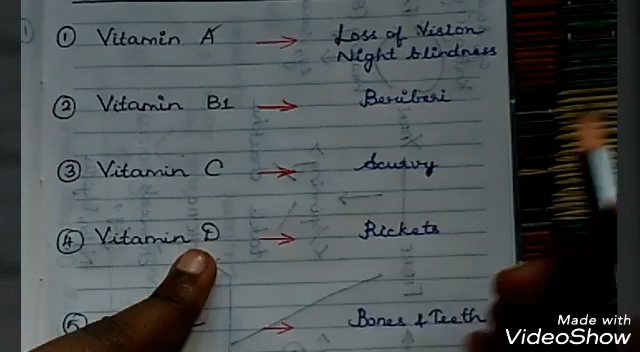 ① Vitamin A → Loss of Vision
Night blindness
② Vitamin B1 → Beriberi
③ Vitamin C → Scurvy
④ Vitamin D → Rickets
⑤ → Bones & Teeth
Made with
VideoShow